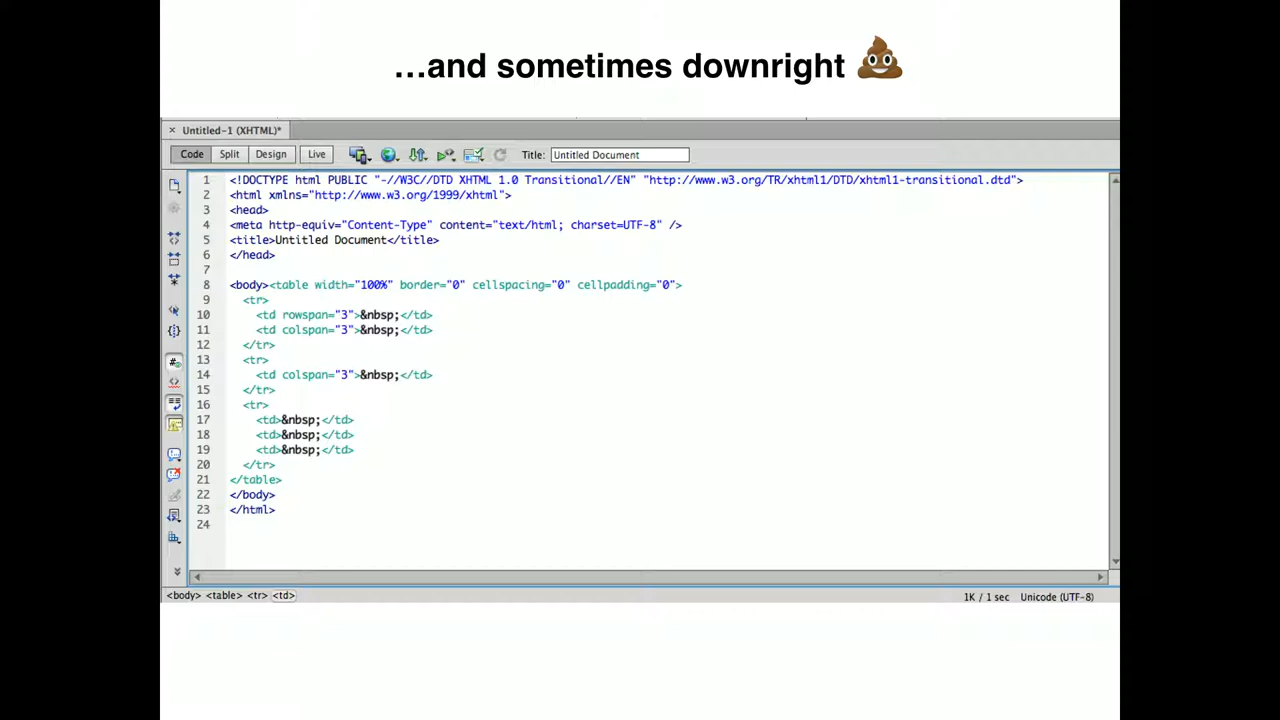 …and sometimes downright 💩
Untitled-1 (XHTML)*
Code Split Design Live Title: Untitled Document
1 <!DOCTYPE html PUBLIC "-//W3C//DTD XHTML 1.0 Transitional//EN" "http://www.w3.org/TR/xhtml1/DTD/xhtml1-transitional.dtd">
2 <html xmlns="http://www.w3.org/1999/xhtml">
3 <head>
4 <meta http-equiv="Content-Type" content="text/html; charset=UTF-8" />
5 <title>Untitled Document</title>
6 </head>
7
8 <body><table width="100%" border="0" cellspacing="0" cellpadding="0">
9 <tr>
10 <td rowspan="3">&nbsp;</td>
11 <td colspan="3">&nbsp;</td>
12 </tr>
13 <tr>
14 <td colspan="3">&nbsp;</td>
15 </tr>
16 <tr>
17 <td>&nbsp;</td>
18 <td>&nbsp;</td>
19 <td>&nbsp;</td>
20 </tr>
21 </table>
22 </body>
23 </html>
24
<body> <table> <tr> <td> 1K / 1 sec Unicode (UTF-8)